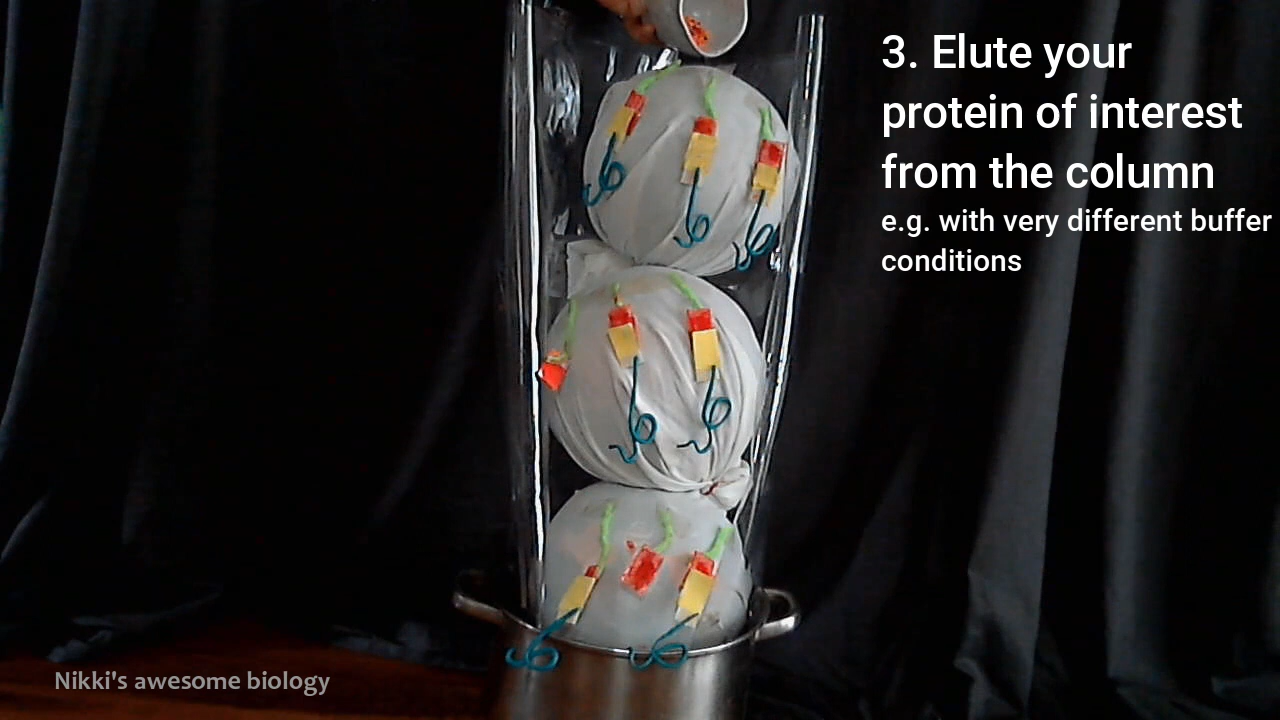 3. Elute your
protein of interest
from the column
e.g. with very different buffer
conditions
Nikki's awesome biology